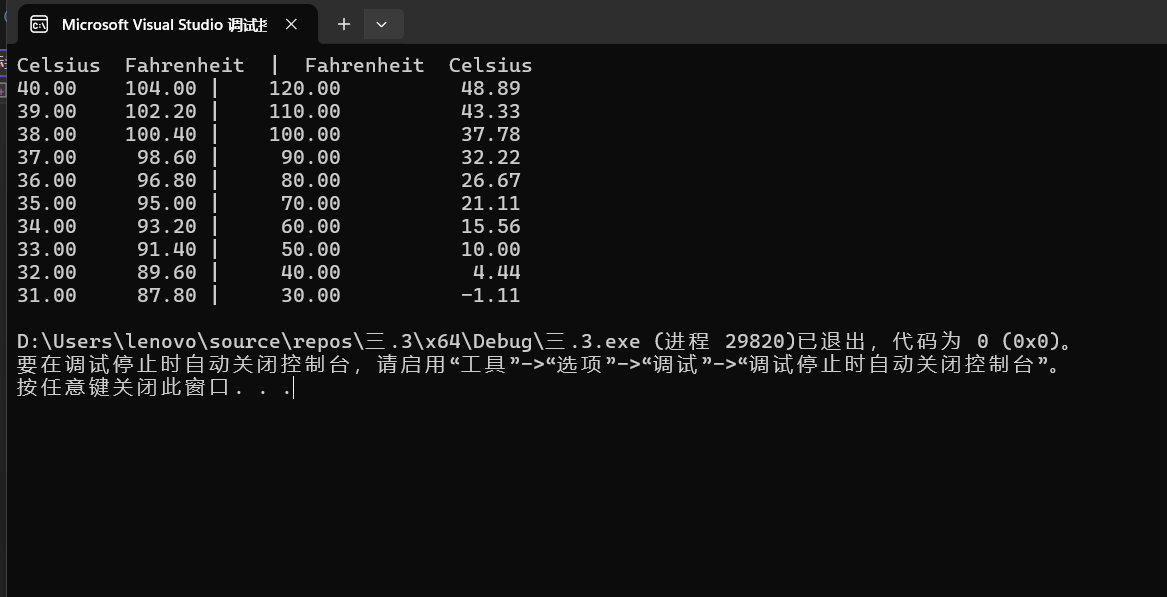 Microsoft Visual Studio 调试
Celsius  Fahrenheit  |  Fahrenheit  Celsius
40.00    104.00 |    120.00          48.89
39.00    102.20 |    110.00          43.33
38.00    100.40 |    100.00          37.78
37.00     98.60 |     90.00          32.22
36.00     96.80 |     80.00          26.67
35.00     95.00 |     70.00          21.11
34.00     93.20 |     60.00          15.56
33.00     91.40 |     50.00          10.00
32.00     89.60 |     40.00           4.44
31.00     87.80 |     30.00          -1.11
D:\Users\lenovo\source\repos\三.3\x64\Debug\三.3.exe (进程 29820)已退出，代码为 0 (0x0)。
要在调试停止时自动关闭控制台，请启用“工具”->“选项”->“调试”->“调试停止时自动关闭控制台”。
按任意键关闭此窗口. . .